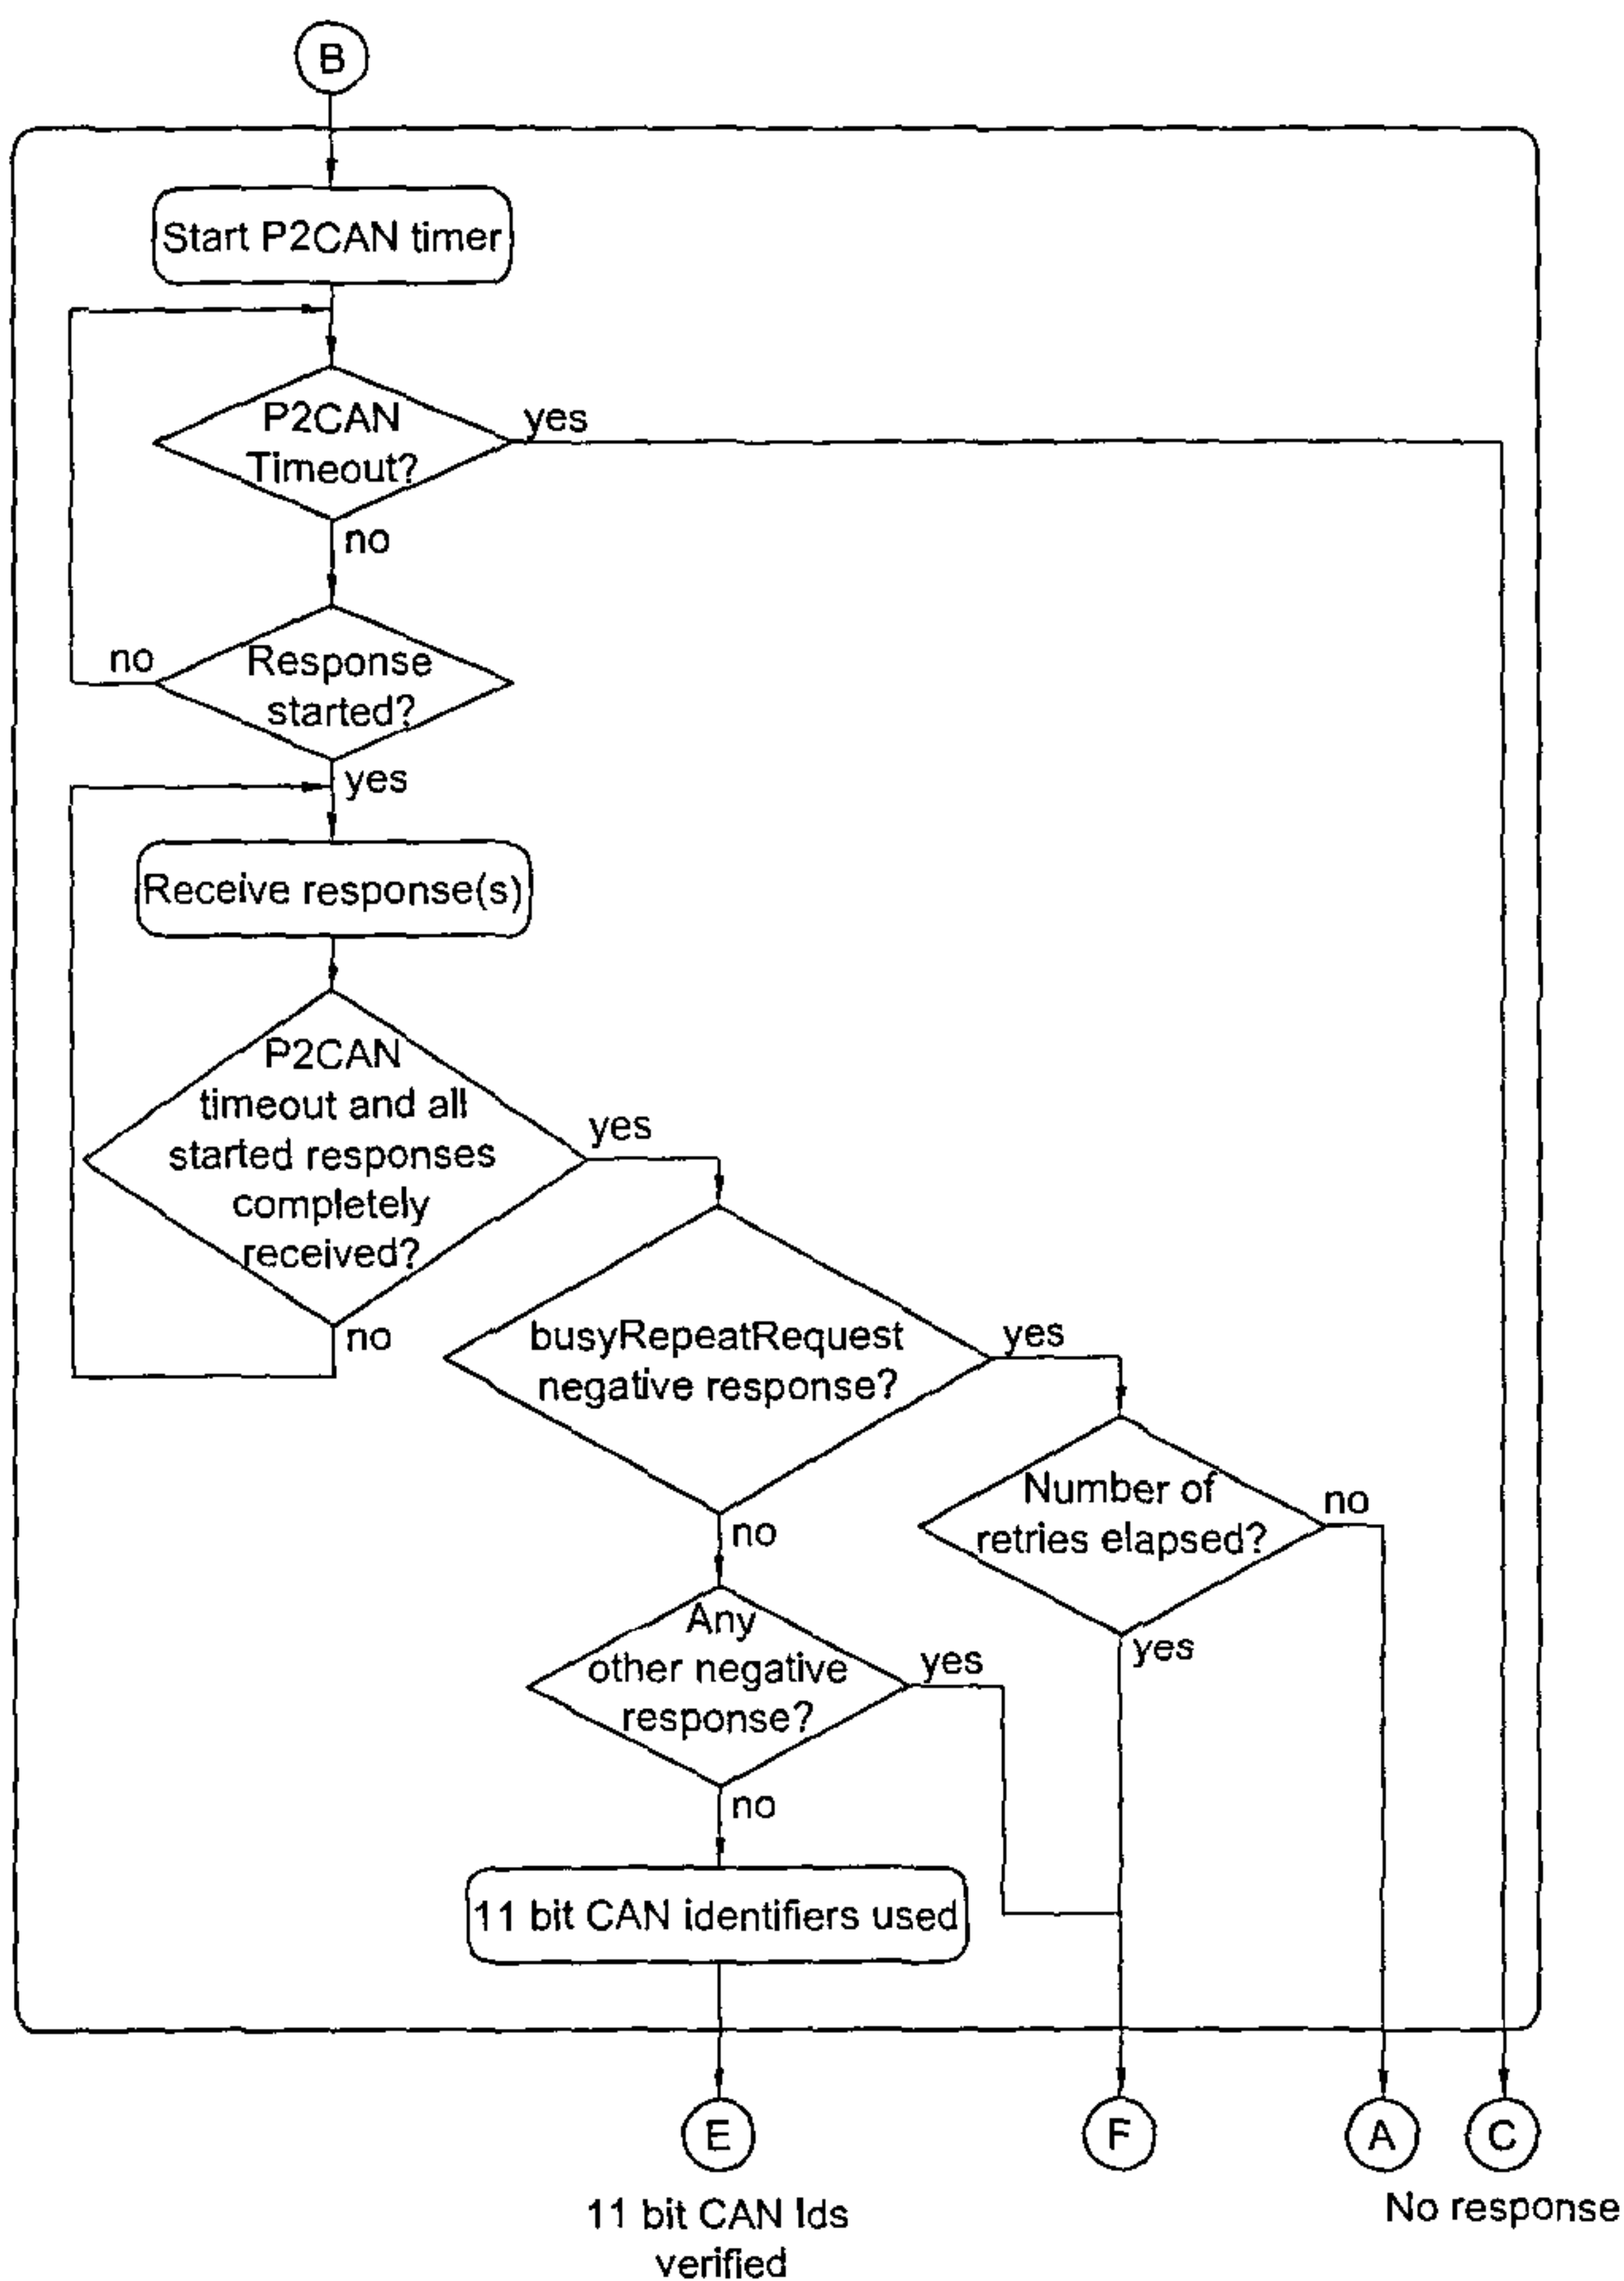 B
Start P2CAN timer
P2CAN
Timeout?
yes
no
Response
started?
no
yes
Receive response(s)
P2CAN
timeout and all
started responses
completely
received?
yes
no
busyRepeatRequest
negative response?
yes
no
Number of
retries elapsed?
no
yes
Any
other negative
response?
yes
no
11 bit CAN identifiers used
E
F
A
C
11 bit CAN Ids
verified
No response